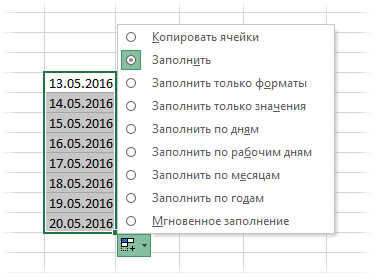 Копировать ячейки
Заполнить
Заполнить только форматы
Заполнить только значения
Заполнить по дням
Заполнить по рабочим дням
Заполнить по месяцам
Заполнить по годам
Мгновенное заполнение
13.05.2016
14.05.2016
15.05.2016
16.05.2016
17.05.2016
18.05.2016
19.05.2016
20.05.2016